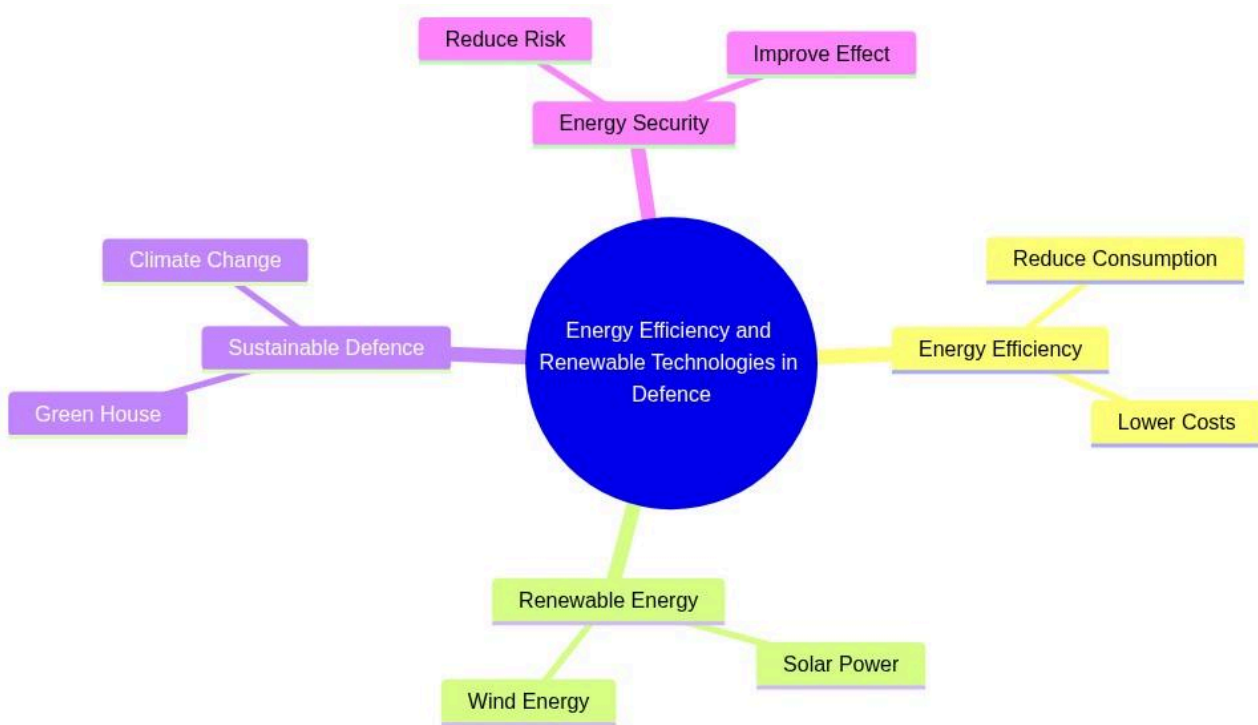 Reduce Risk
Improve Effect
Energy Security
Climate Change
Sustainable Defence
Green House
Energy Efficiency and
Renewable Technologies in
Defence
Reduce Consumption
Energy Efficiency
Lower Costs
Renewable Energy
Solar Power
Wind Energy